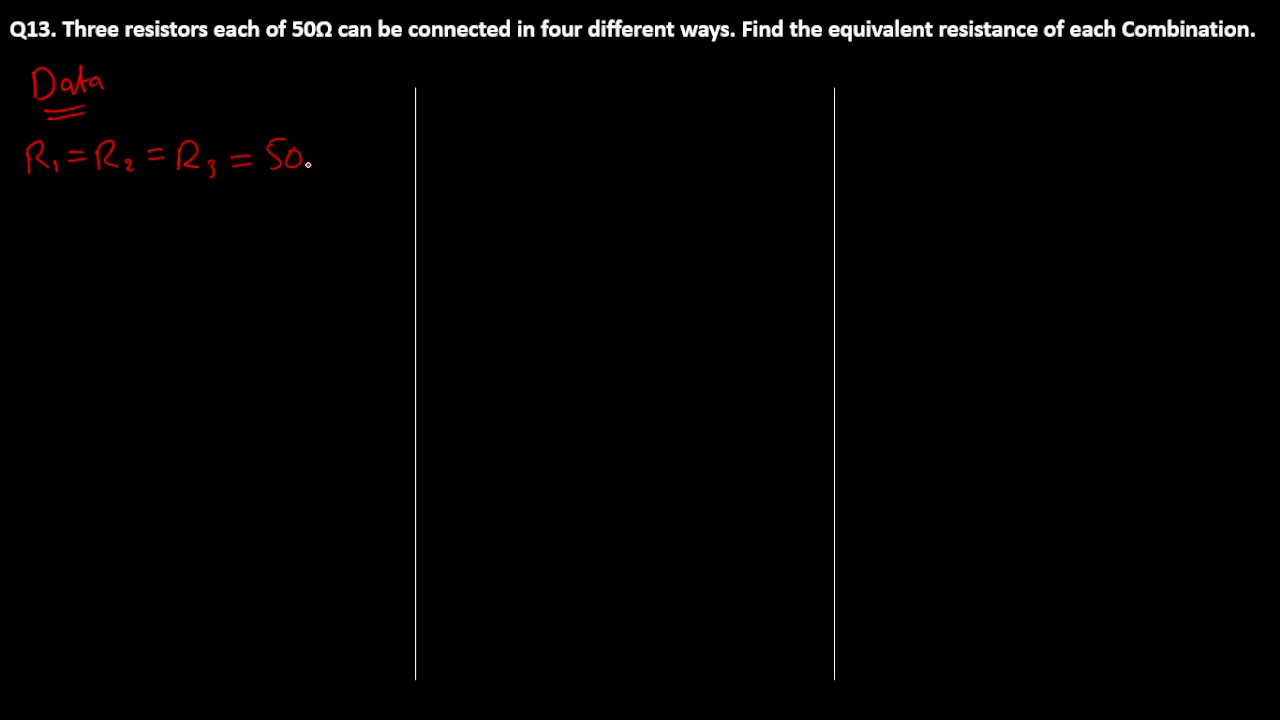 Q13. Three resistors each of 50Ω can be connected in four different ways. Find the equivalent resistance of each Combination.
Data
R₁ = R₂ = R₃ = 50